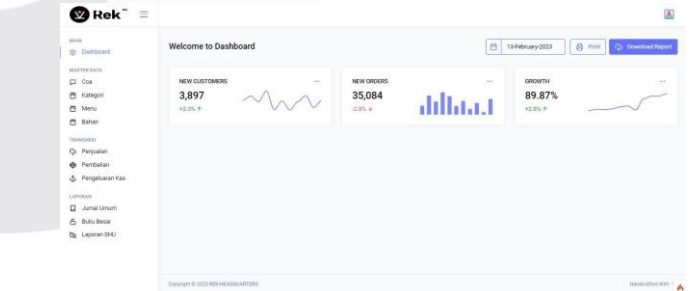 Rek
MAIN
Dashboard
MASTER DATA
Coa
Kategori
Menu
Bahan
TRANSAKSI
Penjualan
Pembelian
Pengeluaran Kas
LAPORAN
Jurnal Umum
Buku Besar
Laporan SHU
Welcome to Dashboard
13-February-2023
Print
Download Report
NEW CUSTOMERS
3,897
+3.3% ↑
NEW ORDERS
35,084
-2.8% ↓
GROWTH
89.87%
+2.8% ↑
Copyright © 2023 REK-HEADQUARTERS
Handcrafted With